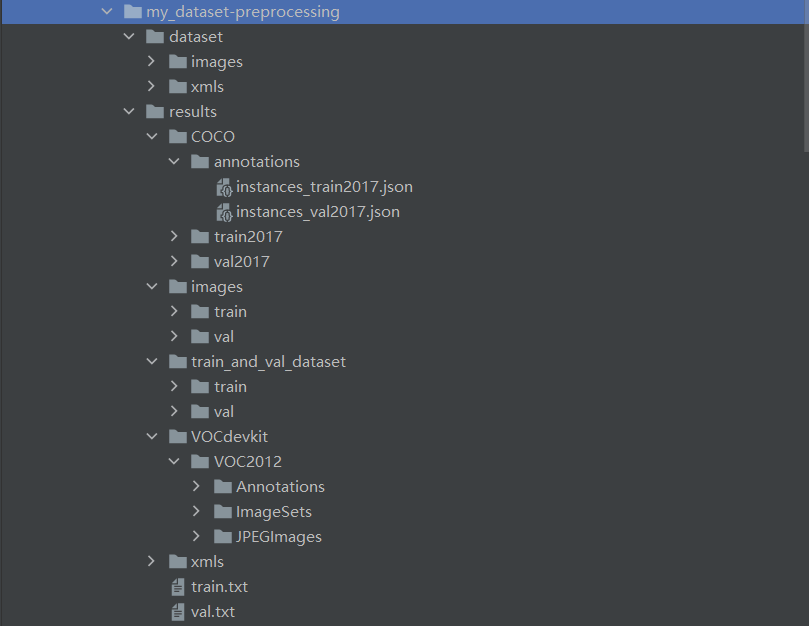 my_dataset-preprocessing
dataset
images
xmls
results
COCO
annotations
instances_train2017.json
instances_val2017.json
train2017
val2017
images
train
val
train_and_val_dataset
train
val
VOCdevkit
VOC2012
Annotations
ImageSets
JPEGImages
xmls
train.txt
val.txt